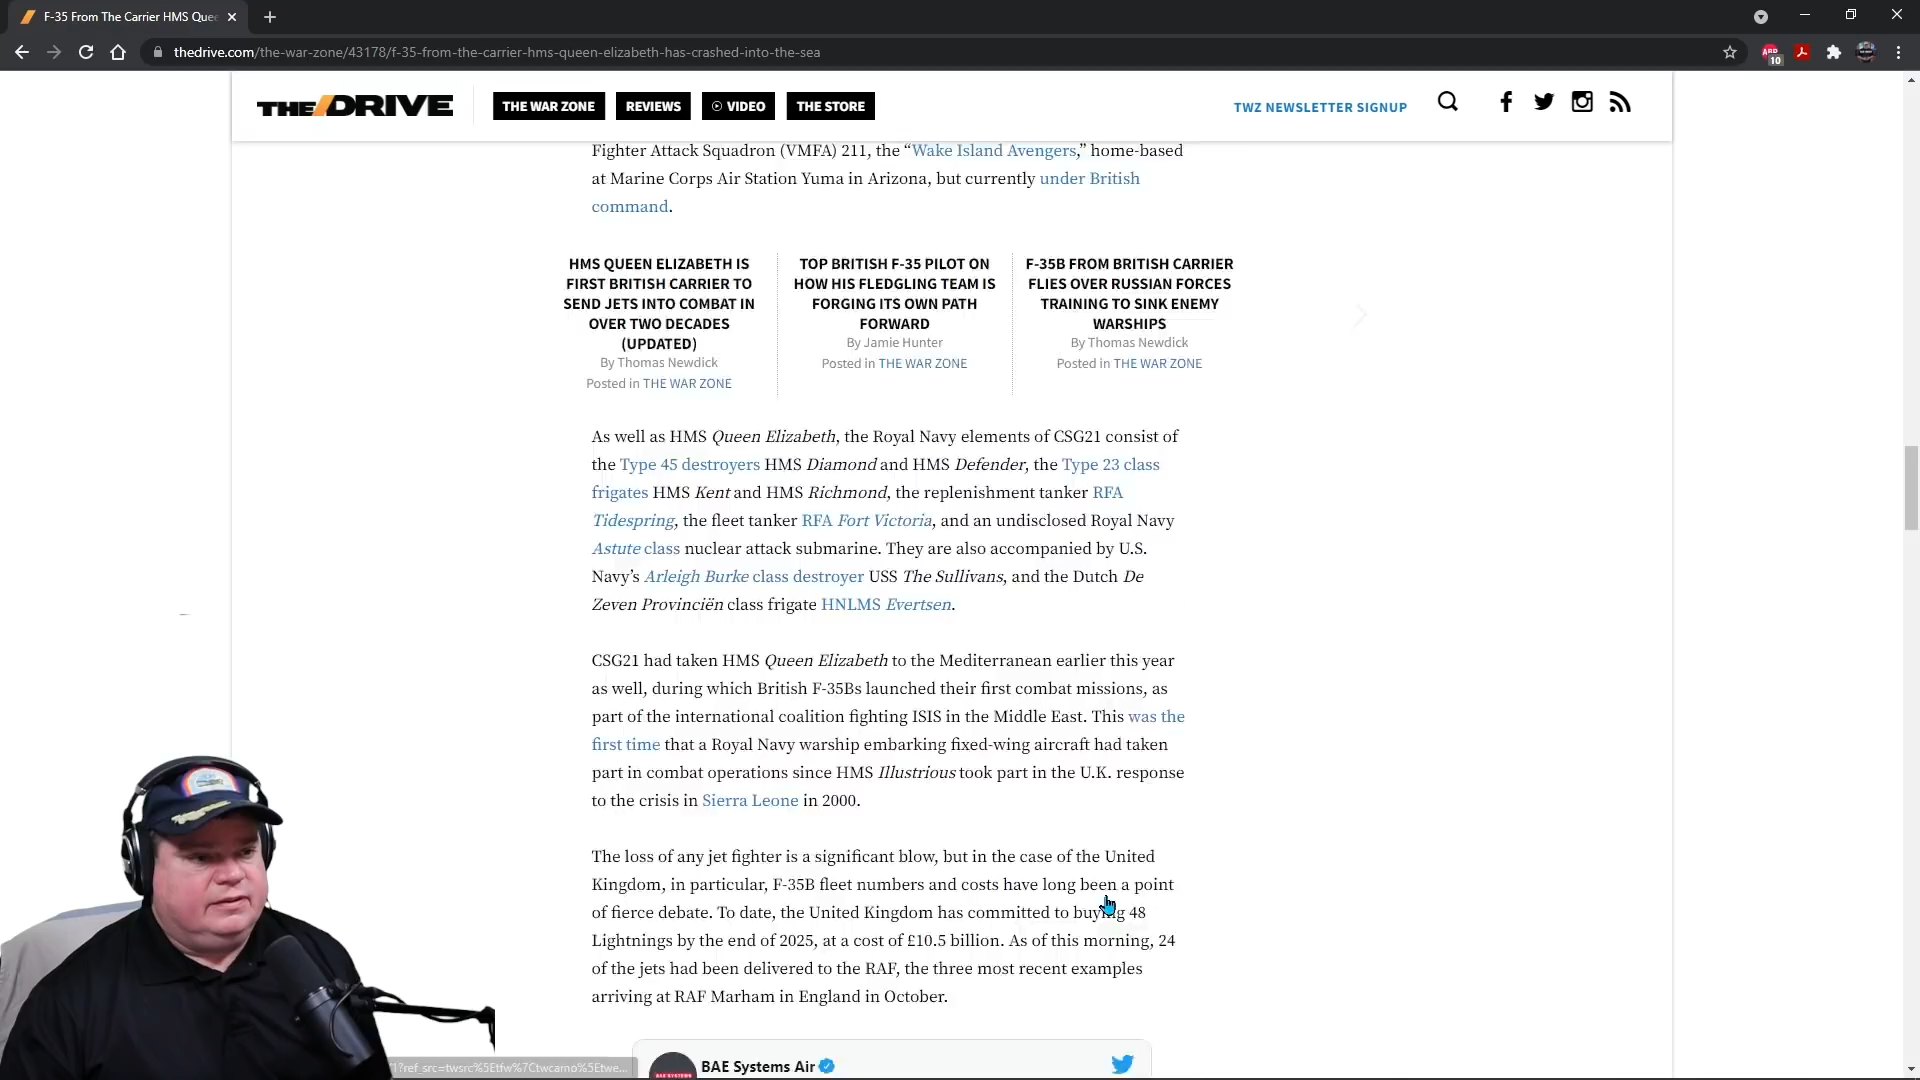 F-35 From The Carrier HMS Quee
thedrive.com/the-war-zone/43178/f-35-from-the-carrier-hms-queen-elizabeth-has-crashed-into-the-sea
ABP
10
THE DRIVE
THE WAR ZONE
REVIEWS
VIDEO
THE STORE
TWZ NEWSLETTER SIGNUP
Fighter Attack Squadron (VMFA) 211, the “Wake Island Avengers,” home-based
at Marine Corps Air Station Yuma in Arizona, but currently under British
command.
HMS QUEEN ELIZABETH IS
FIRST BRITISH CARRIER TO
SEND JETS INTO COMBAT IN
OVER TWO DECADES
(UPDATED)
By Thomas Newdick
Posted in THE WAR ZONE
TOP BRITISH F-35 PILOT ON
HOW HIS FLEDGLING TEAM IS
FORGING ITS OWN PATH
FORWARD
By Jamie Hunter
Posted in THE WAR ZONE
F-35B FROM BRITISH CARRIER
FLIES OVER RUSSIAN FORCES
TRAINING TO SINK ENEMY
WARSHIPS
By Thomas Newdick
Posted in THE WAR ZONE
As well as HMS Queen Elizabeth, the Royal Navy elements of CSG21 consist of
the Type 45 destroyers HMS Diamond and HMS Defender, the Type 23 class
frigates HMS Kent and HMS Richmond, the replenishment tanker RFA
Tidespring, the fleet tanker RFA Fort Victoria, and an undisclosed Royal Navy
Astute class nuclear attack submarine. They are also accompanied by U.S.
Navy’s Arleigh Burke class destroyer USS The Sullivans, and the Dutch De
Zeven Provinciën class frigate HNLMS Evertsen.
CSG21 had taken HMS Queen Elizabeth to the Mediterranean earlier this year
as well, during which British F-35Bs launched their first combat missions, as
part of the international coalition fighting ISIS in the Middle East. This was the
first time that a Royal Navy warship embarking fixed-wing aircraft had taken
part in combat operations since HMS Illustrious took part in the U.K. response
to the crisis in Sierra Leone in 2000.
The loss of any jet fighter is a significant blow, but in the case of the United
Kingdom, in particular, F-35B fleet numbers and costs have long been a point
of fierce debate. To date, the United Kingdom has committed to buying 48
Lightnings by the end of 2025, at a cost of £10.5 billion. As of this morning, 24
of the jets had been delivered to the RAF, the three most recent examples
arriving at RAF Marham in England in October.
BAE Systems Air